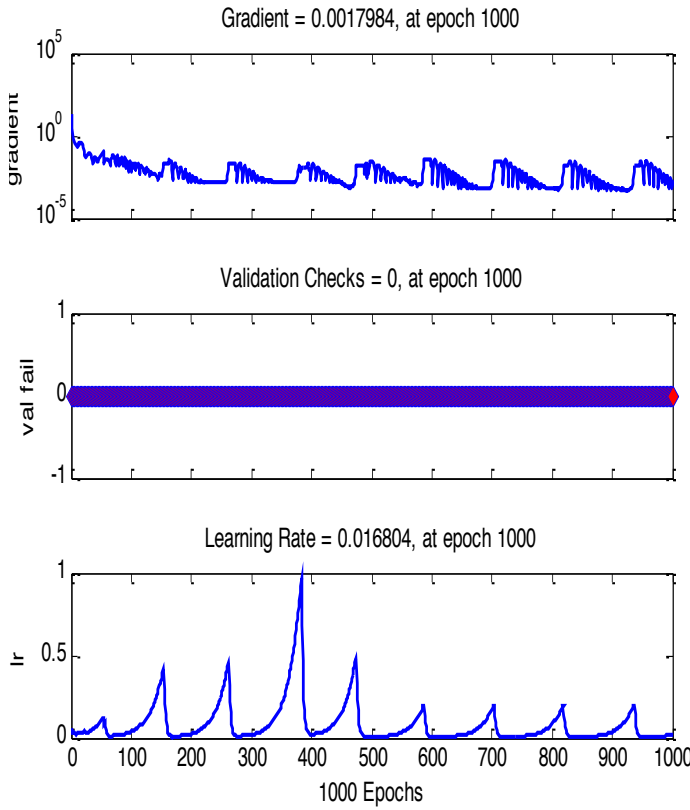 Gradient = 0.0017984, at epoch 1000
10^5
10^0
10^-5
gradient
Validation Checks = 0, at epoch 1000
1
0
-1
val fail
Learning Rate = 0.016804, at epoch 1000
1
0.5
0
lr
0 100 200 300 400 500 600 700 800 900 1000
1000 Epochs